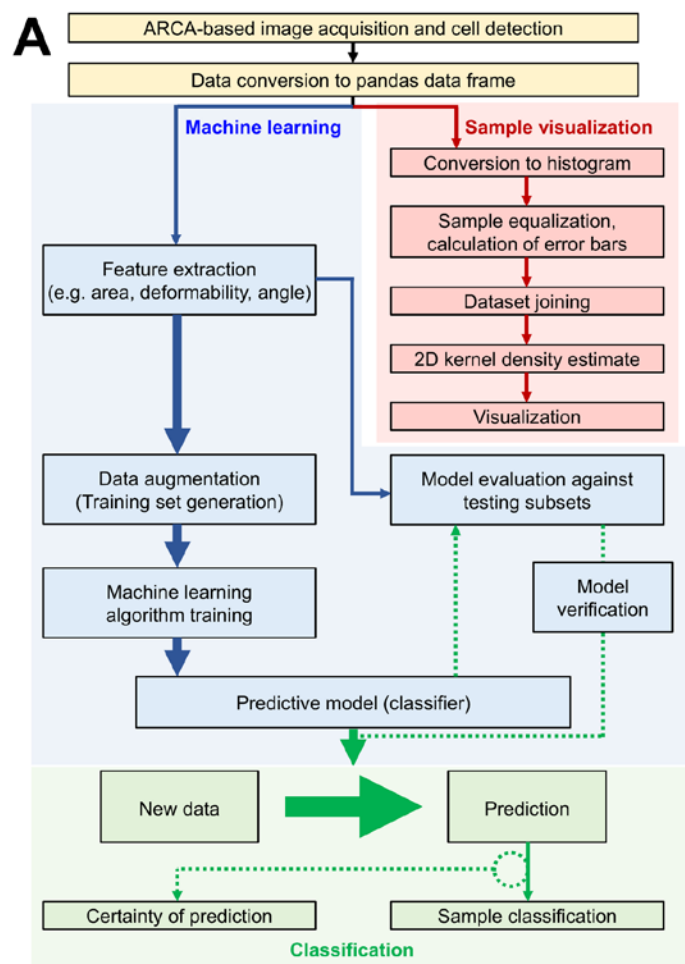 A
ARCA-based image acquisition and cell detection
Data conversion to pandas data frame
Machine learning
Sample visualization
Conversion to histogram
Sample equalization,
calculation of error bars
Feature extraction
(e.g. area, deformability, angle)
Dataset joining
2D kernel density estimate
Visualization
Data augmentation
(Training set generation)
Model evaluation against
testing subsets
Machine learning
algorithm training
Model
verification
Predictive model (classifier)
New data
Prediction
Certainty of prediction
Sample classification
Classification